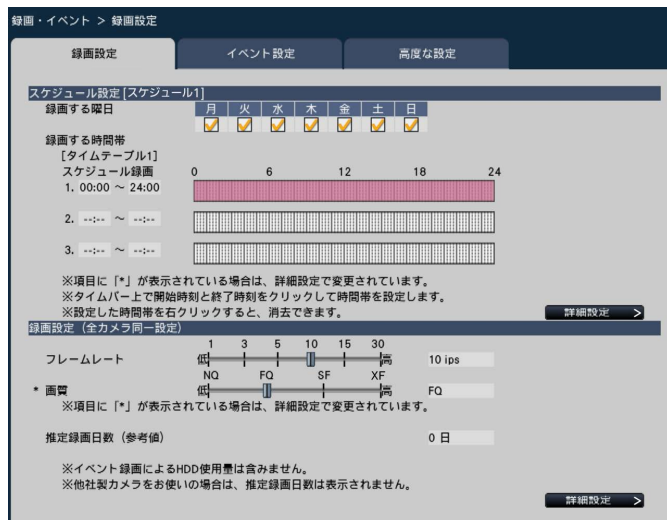 録画・イベント > 録画設定
録画設定 イベント設定 高度な設定
スケジュール設定[スケジュール1]
録画する曜日 月 火 水 木 金 土 日
録画する時間帯
[タイムテーブル1]
スケジュール録画 0 6 12 18 24
1. 00:00 ～ 24:00
2. --:-- ～ --:--
3. --:-- ～ --:--
※項目に「*」が表示されている場合は、詳細設定で変更されています。
※タイムバー上で開始時刻と終了時刻をクリックして時間帯を設定します。
※設定した時間帯を右クリックすると、消去できます。 詳細設定 >
録画設定（全カメラ同一設定）
1 3 5 10 15 30
フレームレート 低 高 10 ips
NQ FQ SF XF
* 画質 低 高 FQ
※項目に「*」が表示されている場合は、詳細設定で変更されています。
推定録画日数（参考値） 0 日
※イベント録画によるHDD使用量は含みません。
※他社製カメラをお使いの場合は、推定録画日数は表示されません。
詳細設定 >